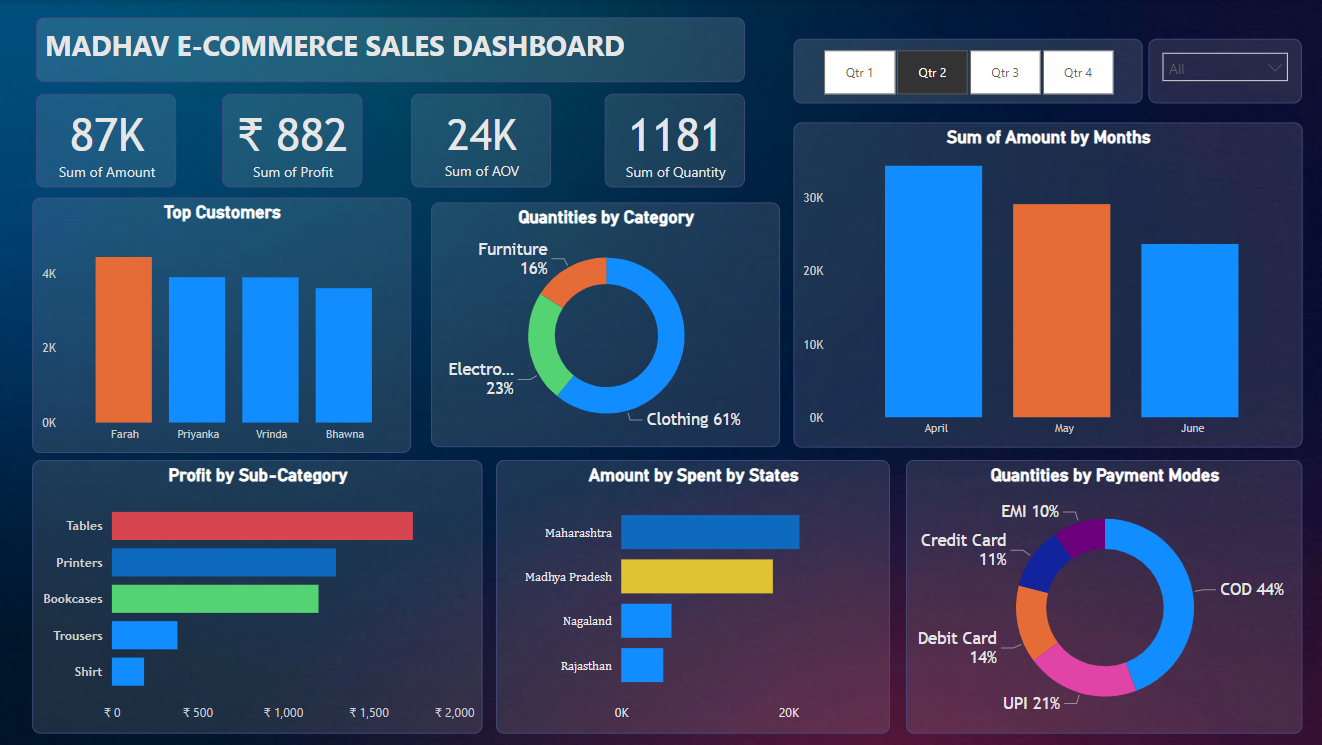 MADHAV E-COMMERCE SALES DASHBOARD
Qtr 1
Qtr 2
Qtr 3
Qtr 4
All
87K
Sum of Amount
₹ 882
Sum of Profit
24K
Sum of AOV
1181
Sum of Quantity
Sum of Amount by Months
30K
20K
10K
0K
April
May
June
Top Customers
4K
2K
0K
Farah
Priyanka
Vrinda
Bhawna
Quantities by Category
Furniture
16%
Electro...
23%
Clothing 61%
Profit by Sub-Category
Tables
Printers
Bookcases
Trousers
Shirt
₹ 0
₹ 500
₹ 1,000
₹ 1,500
₹ 2,000
Amount by Spent by States
Maharashtra
Madhya Pradesh
Nagaland
Rajasthan
0K
20K
Quantities by Payment Modes
EMI 10%
Credit Card
11%
COD 44%
Debit Card
14%
UPI 21%